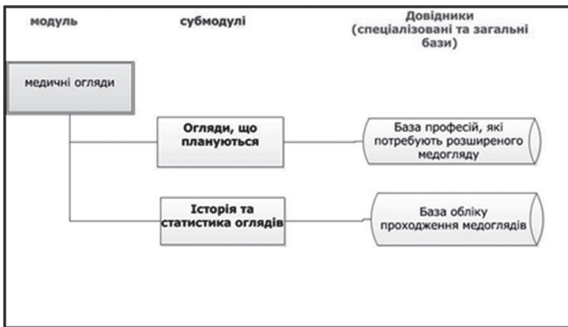 модуль субмодулі Довідники
(спеціалізовані та загальні
бази)
медичні огляди
Огляди, що
плануються
База професій, які
потребують розширеного
медогляду
Історія та
статистика оглядів
База обліку
проходження медоглядів